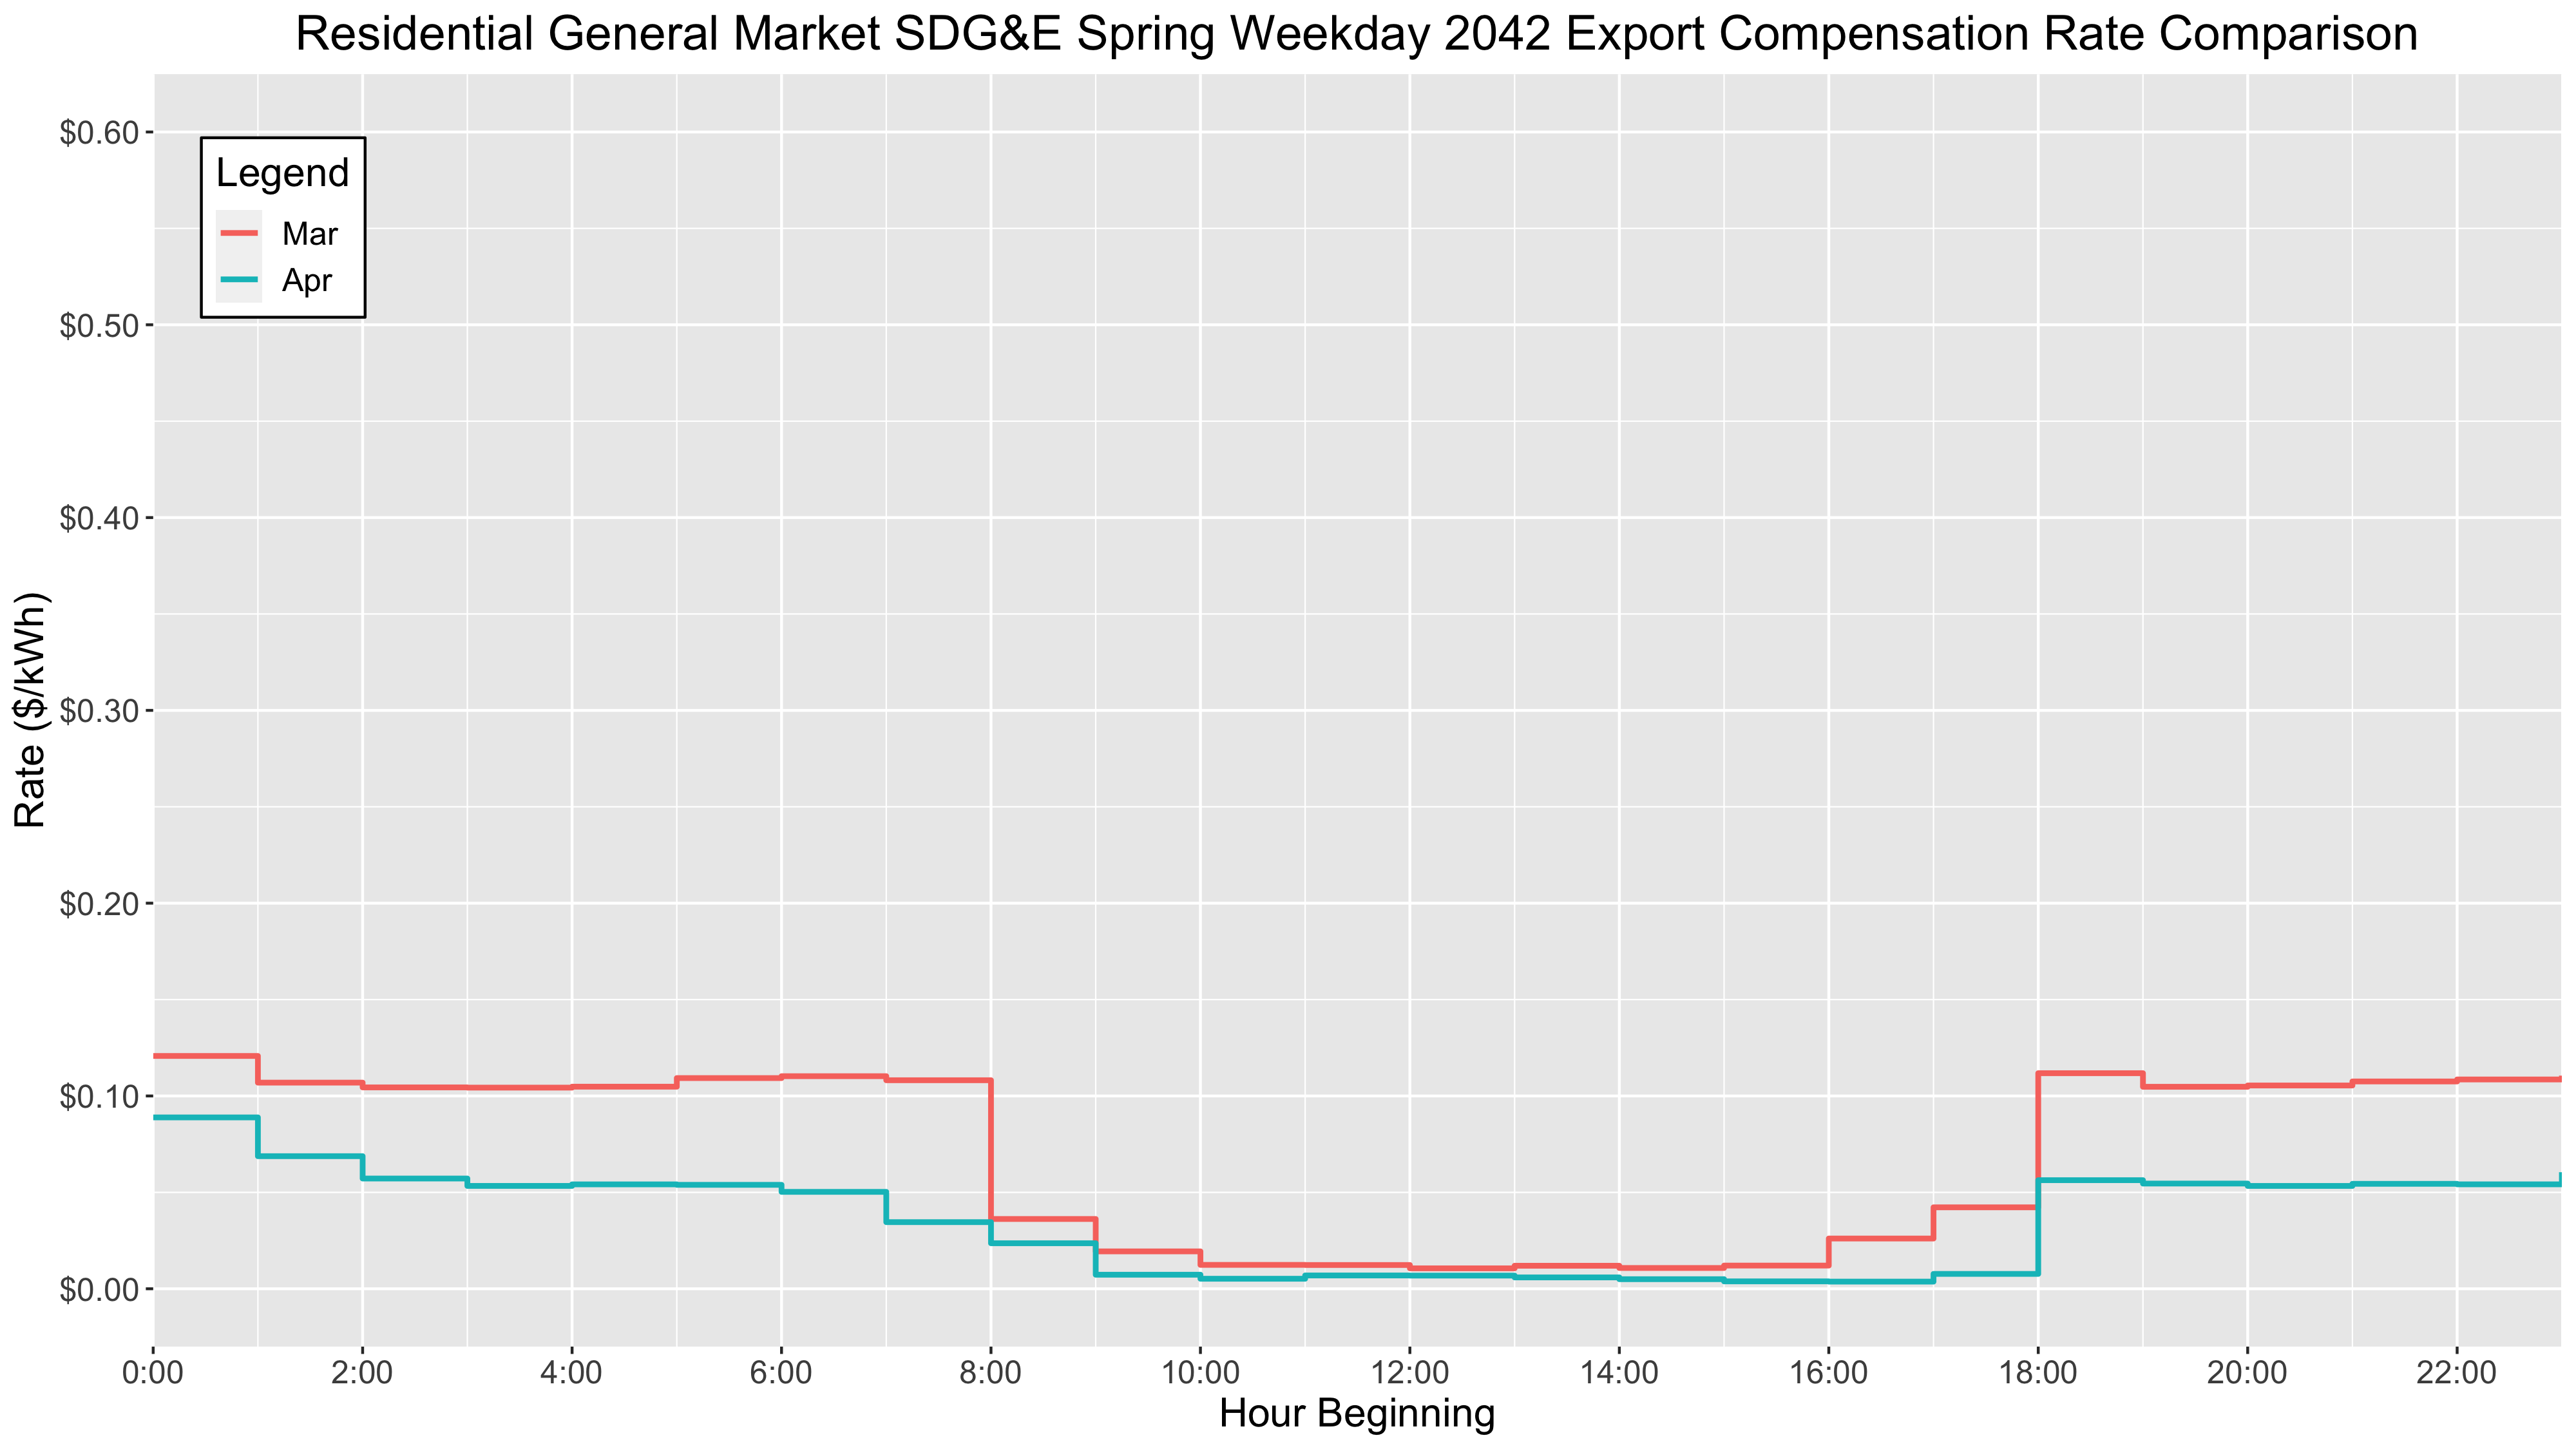 Residential General Market SDG&E Spring Weekday 2042 Export Compensation Rate Comparison
$0.60
$0.50
$0.40
$0.30
$0.20
$0.10
$0.00
Rate ($/kWh)
Legend
Mar
Apr
0:00 2:00 4:00 6:00 8:00 10:00 12:00 14:00 16:00 18:00 20:00 22:00
Hour Beginning